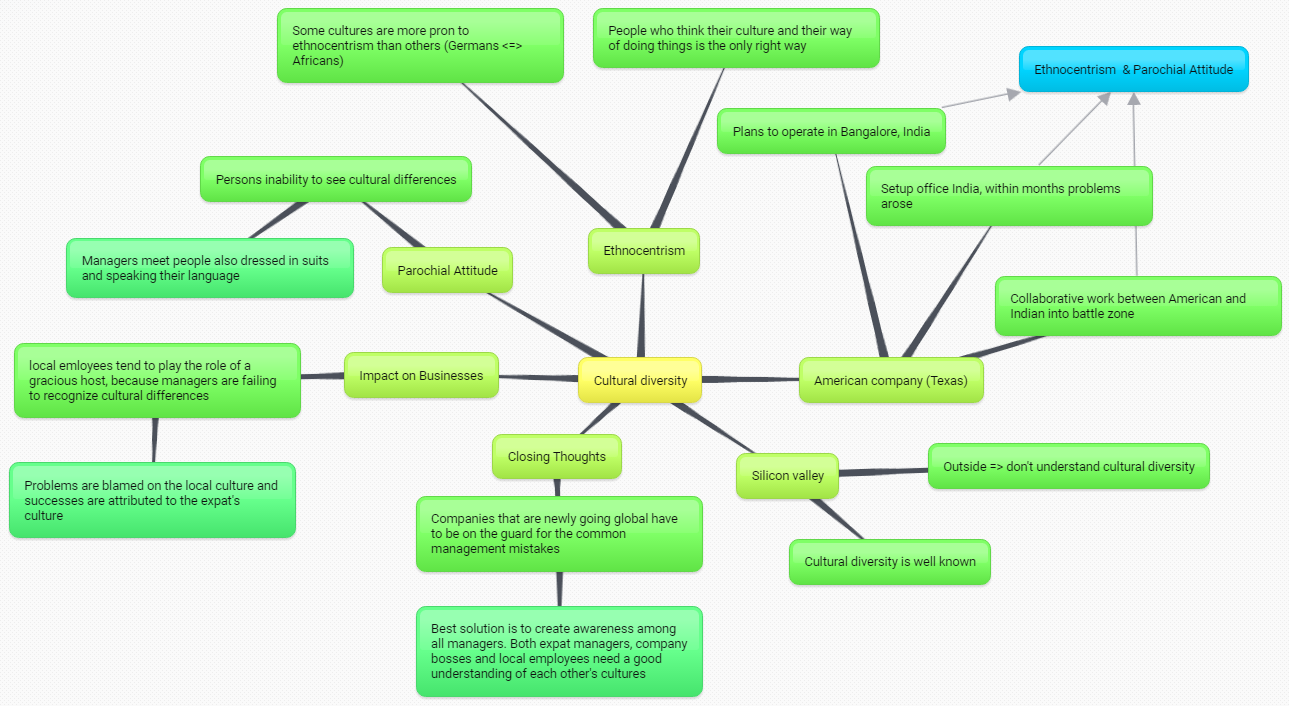 Some cultures are more pron to
ethnocentrism than others (Germans <=>
Africans)
People who think their culture and their way
of doing things is the only right way
Ethnocentrism & Parochial Attitude
Plans to operate in Bangalore, India
Setup office India, within months problems
arose
Persons inability to see cultural differences
Managers meet people also dressed in suits
and speaking their language
Parochial Attitude
Ethnocentrism
Collaborative work between American and
Indian into battle zone
local emloyees tend to play the role of a
gracious host, because managers are failing
to recognize cultural differences
Impact on Businesses
Cultural diversity
American company (Texas)
Problems are blamed on the local culture and
successes are attributed to the expat's
culture
Closing Thoughts
Silicon valley
Outside => don't understand cultural diversity
Companies that are newly going global have
to be on the guard for the common
management mistakes
Cultural diversity is well known
Best solution is to create awareness among
all managers. Both expat managers, company
bosses and local employees need a good
understanding of each other's cultures